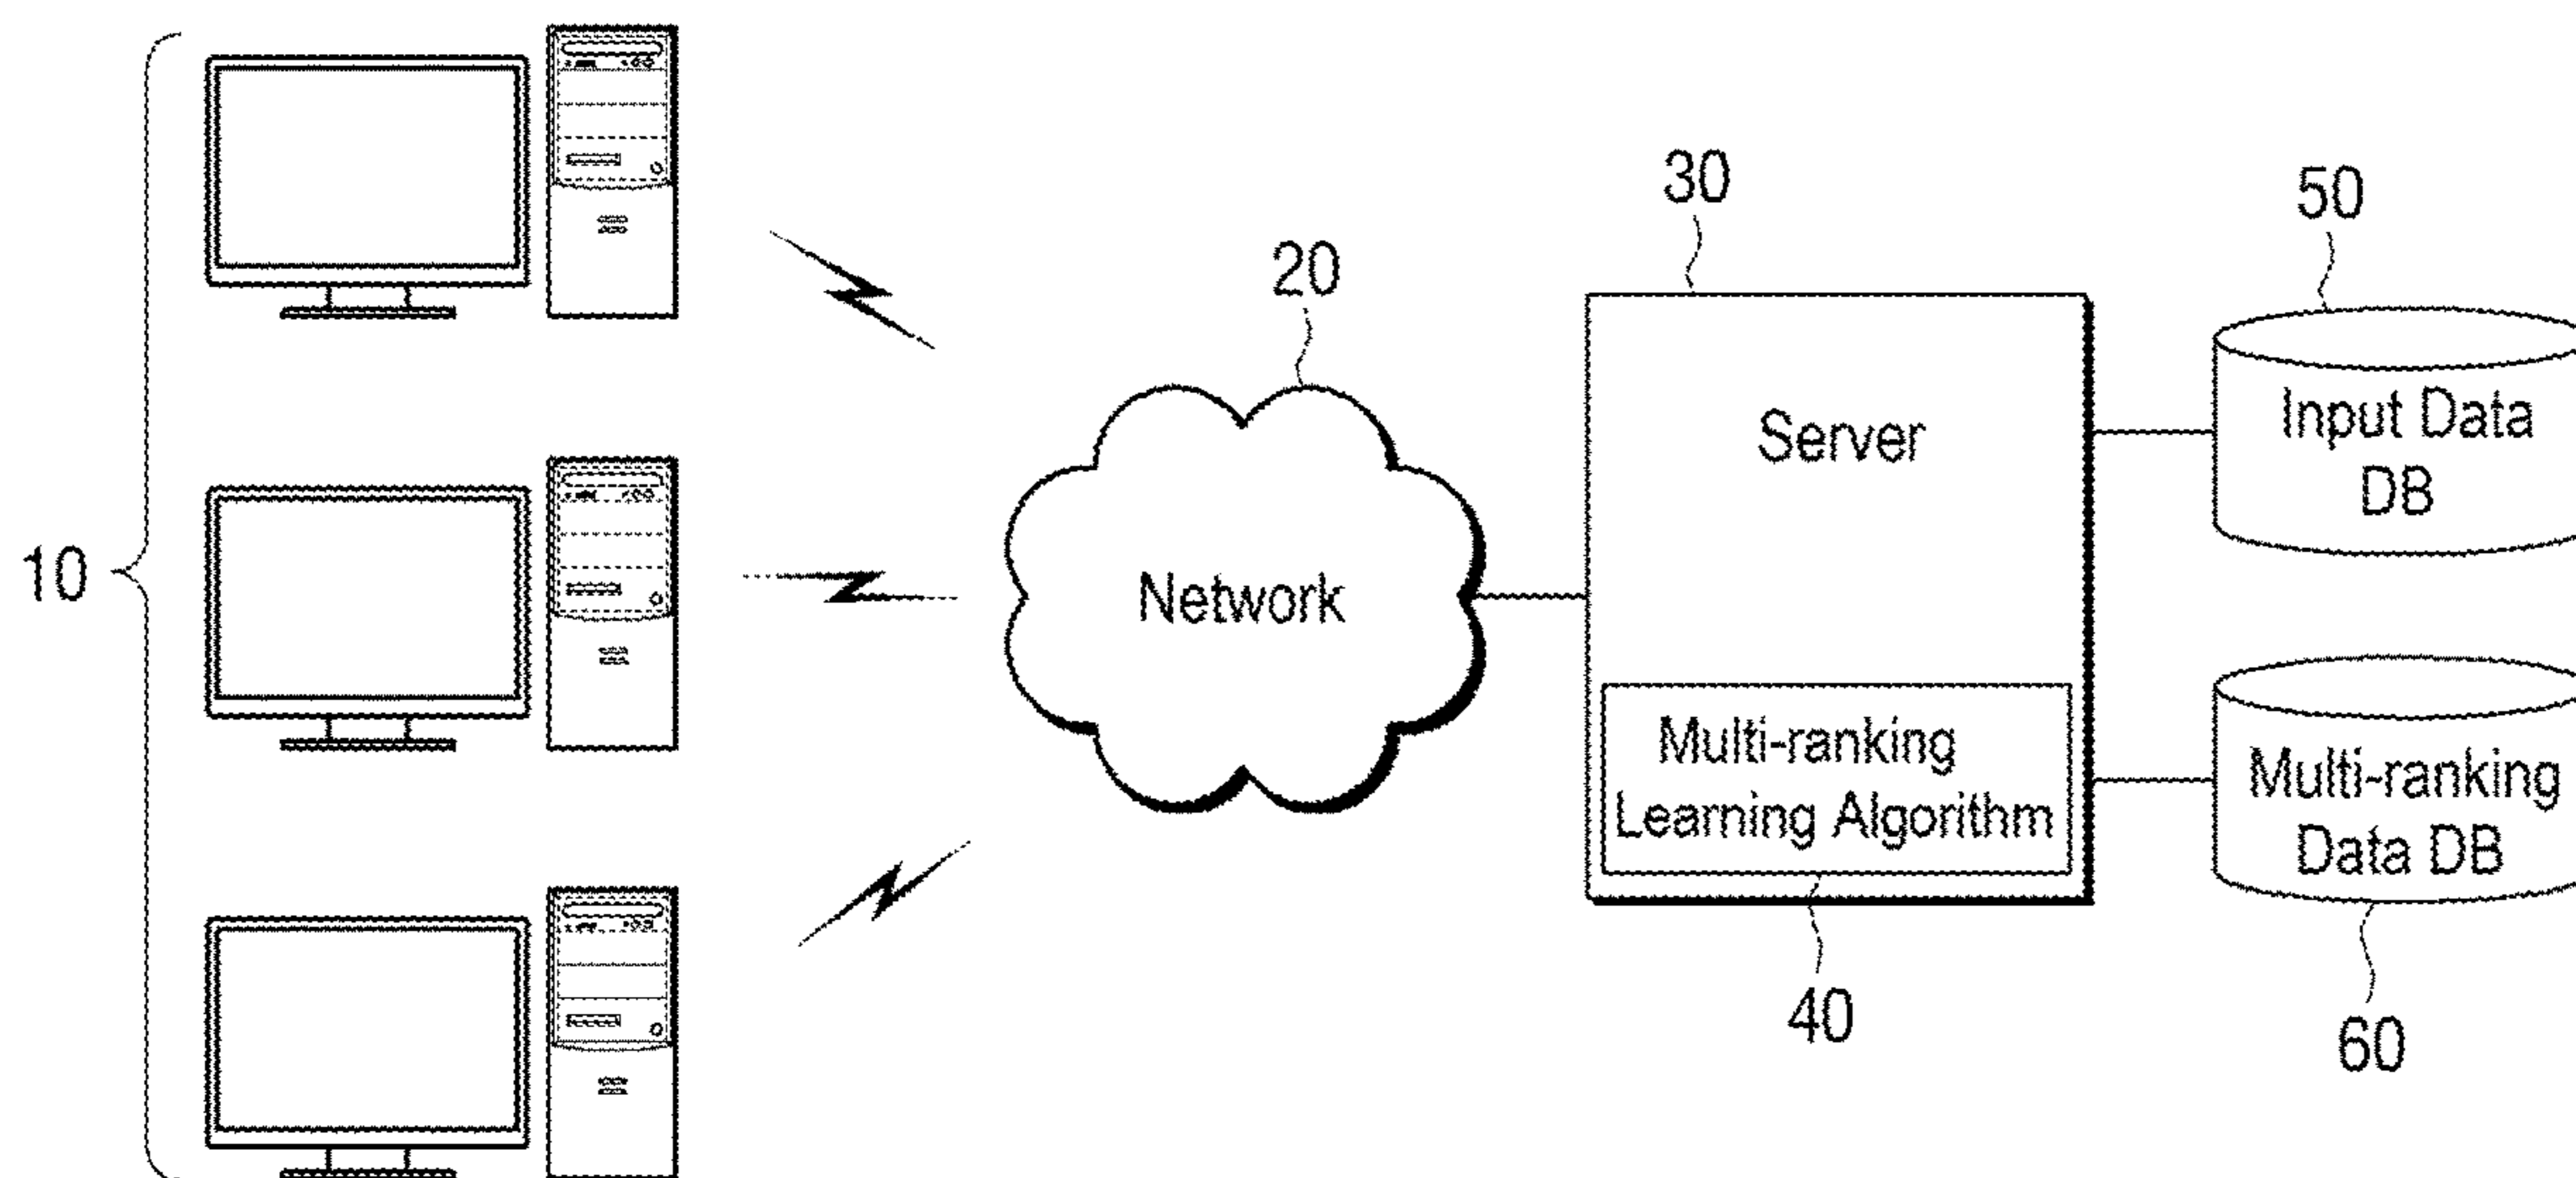 10
20
Network
30
Server
Multi-ranking
Learning Algorithm
40
50
Input Data
DB
Multi-ranking
Data DB
60